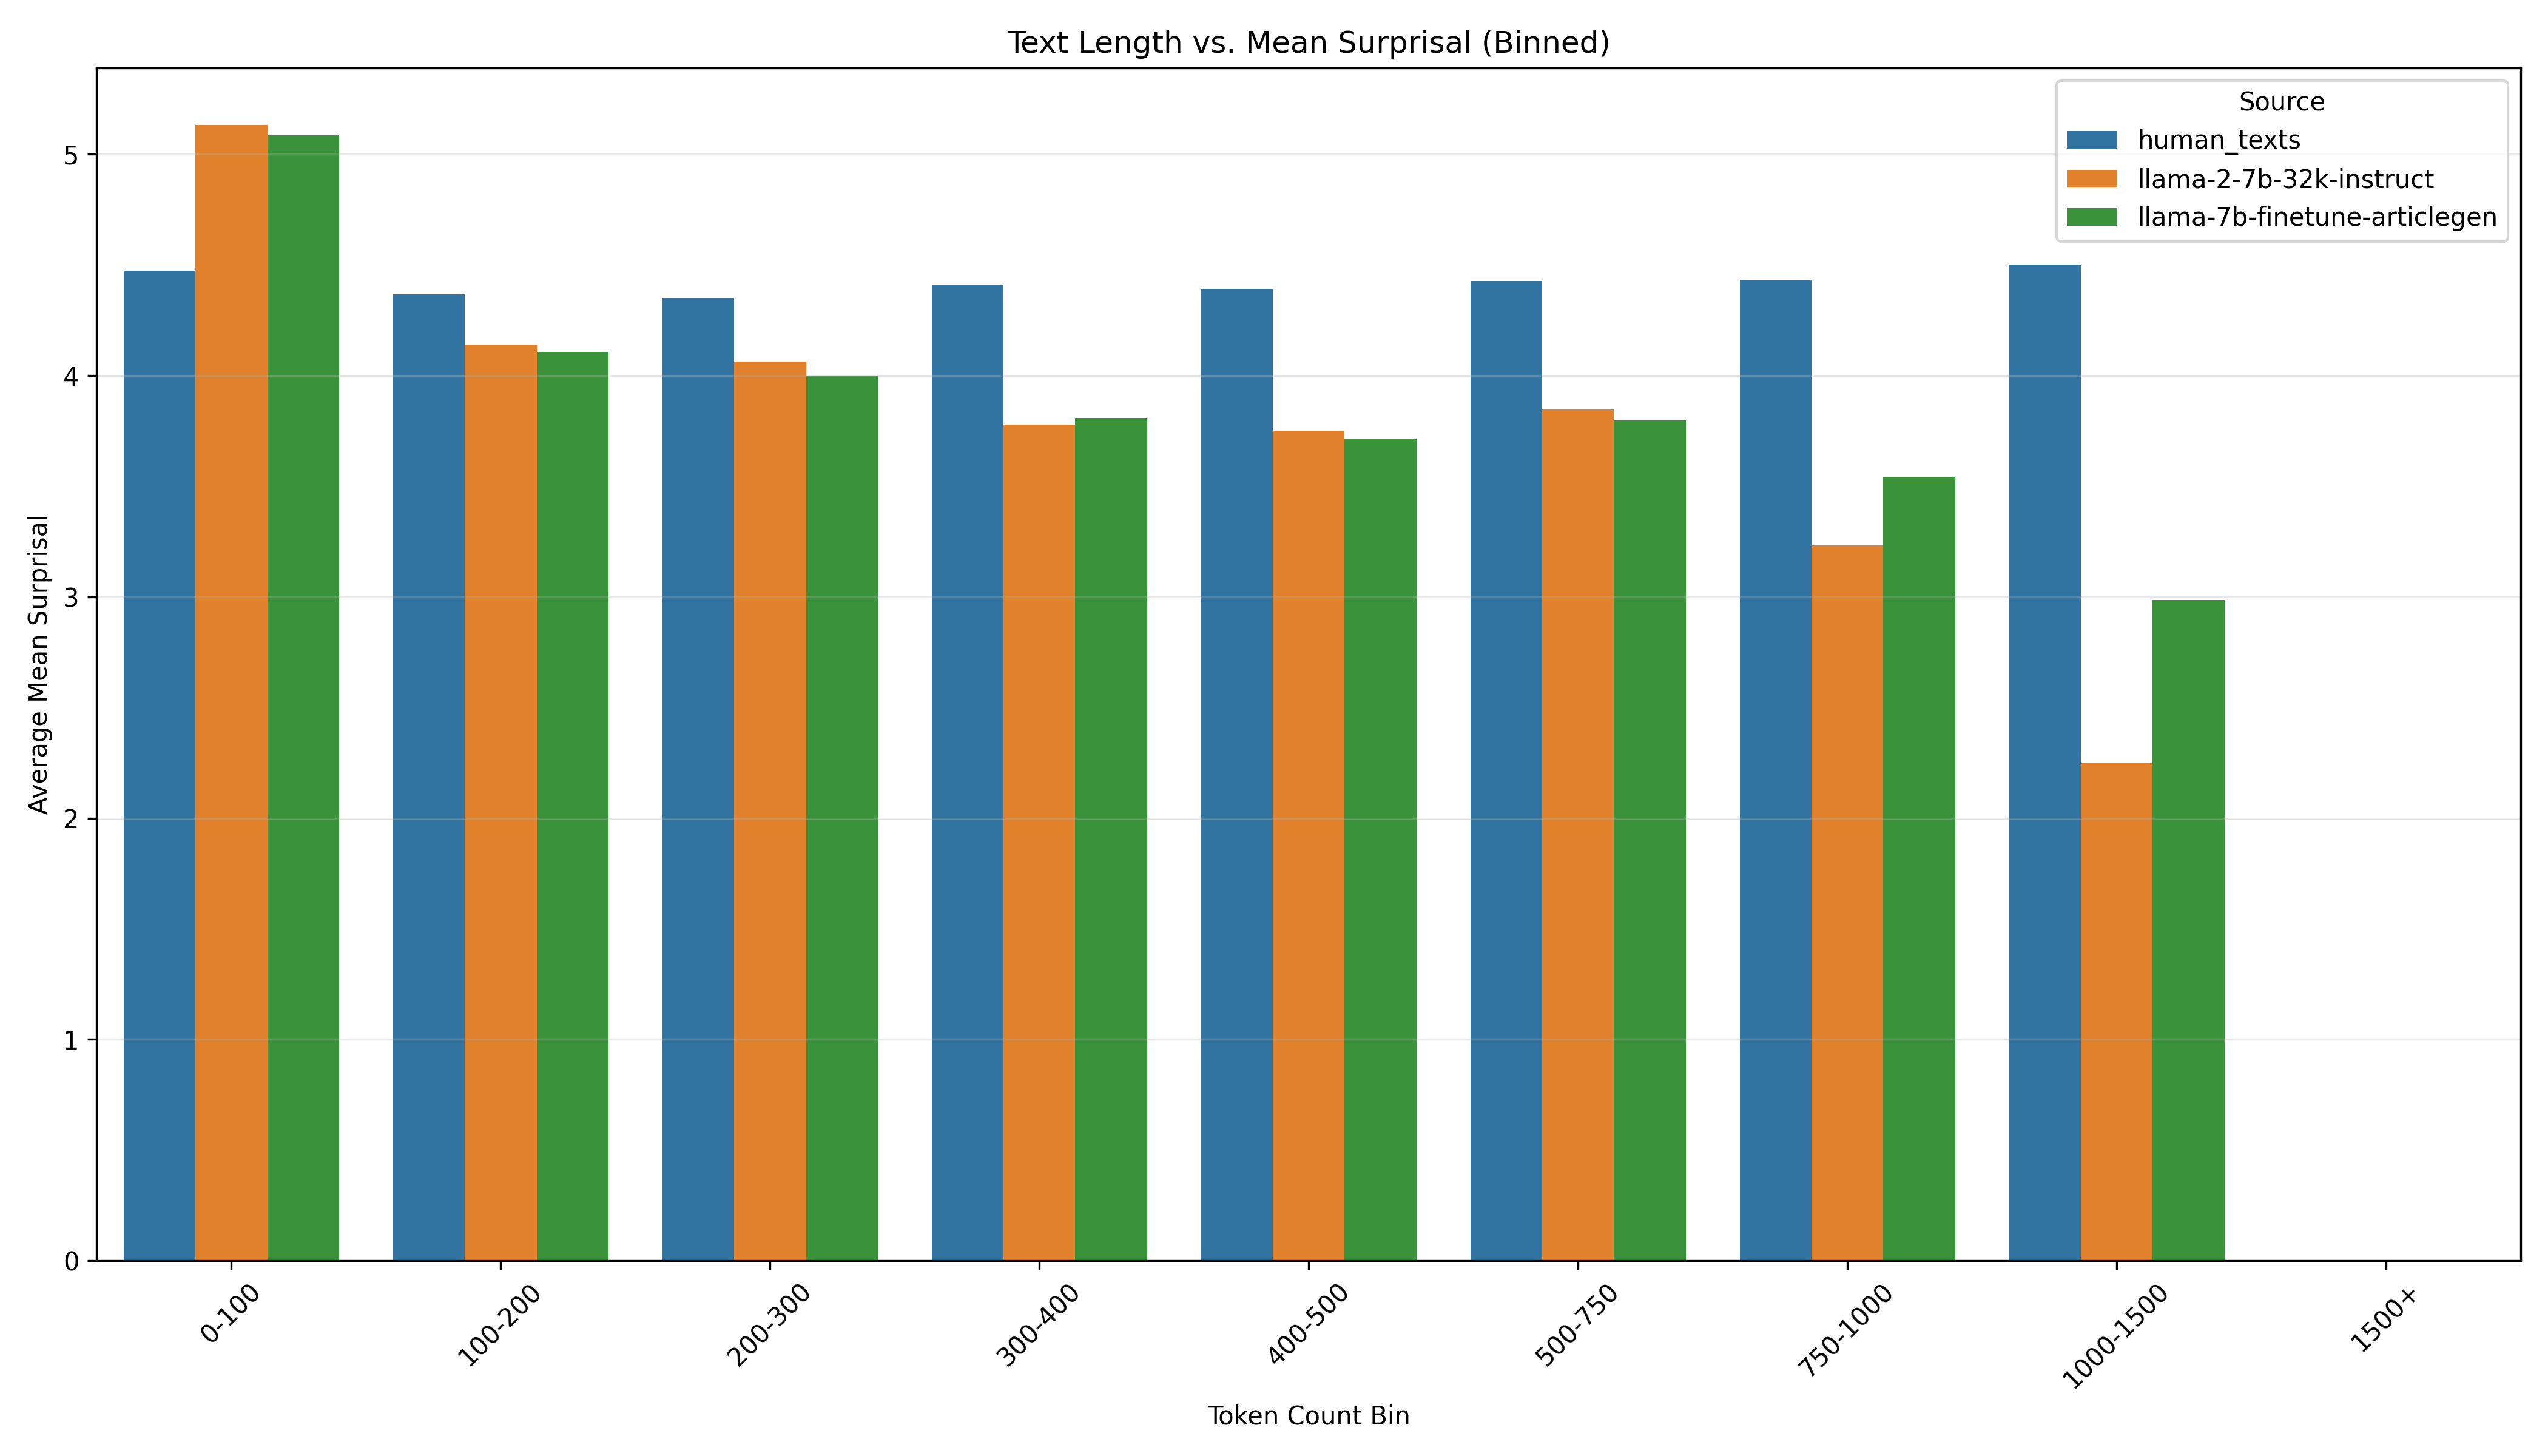 Text Length vs. Mean Surprisal (Binned)
Source
human_texts
llama-2-7b-32k-instruct
llama-7b-finetune-articlegen
Average Mean Surprisal
5
4
3
2
1
0
0-100
100-200
200-300
300-400
400-500
500-750
750-1000
1000-1500
1500+
Token Count Bin